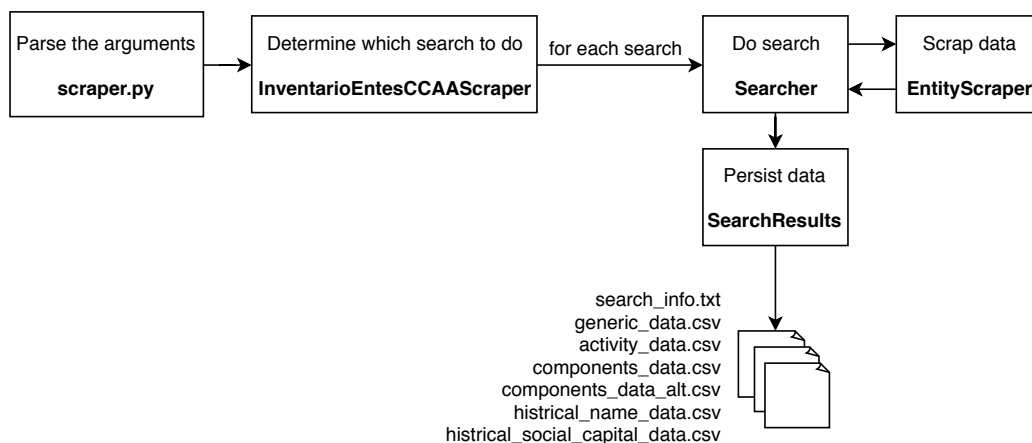 Parse the arguments
scraper.py
Determine which search to do
InventarioEntesCCAAScraper
for each search
Do search
Searcher
Scrap data
EntityScraper
Persist data
SearchResults
search_info.txt
generic_data.csv
activity_data.csv
components_data.csv
components_data_alt.csv
histrical_name_data.csv
histrical_social_capital_data.csv